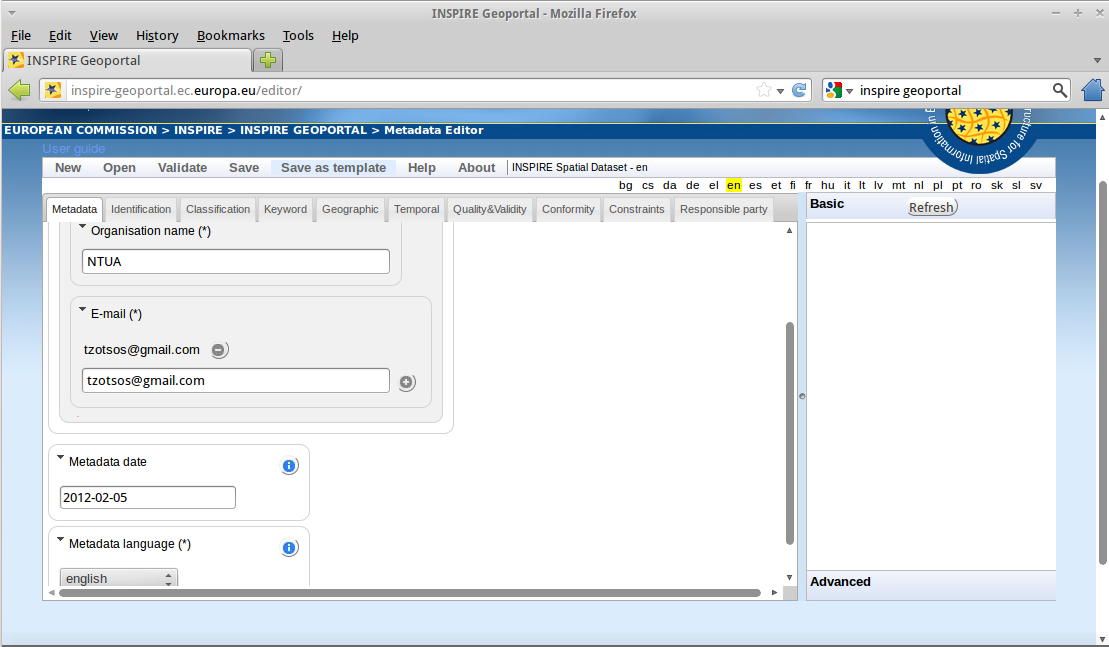 INSPIRE Geoportal - Mozilla Firefox
File Edit View History Bookmarks Tools Help
INSPIRE Geoportal
inspire-geoportal.ec.europa.eu/editor/
inspire geoportal
EUROPEAN COMMISSION > INSPIRE > INSPIRE GEOPORTAL > Metadata Editor
User guide
New Open Validate Save Save as template Help About INSPIRE Spatial Dataset - en
bg cs da de el en es et fi fr hu it lt lv mt nl pl pt ro sk sl sv
Metadata Identification Classification Keyword Geographic Temporal Quality&Validity Conformity Constraints Responsible party
Basic
Refresh
Organisation name (*)
NTUA
E-mail (*)
tzotsos@gmail.com
tzotsos@gmail.com
Metadata date
2012-02-05
Metadata language (*)
english
Advanced
for Spatial Information